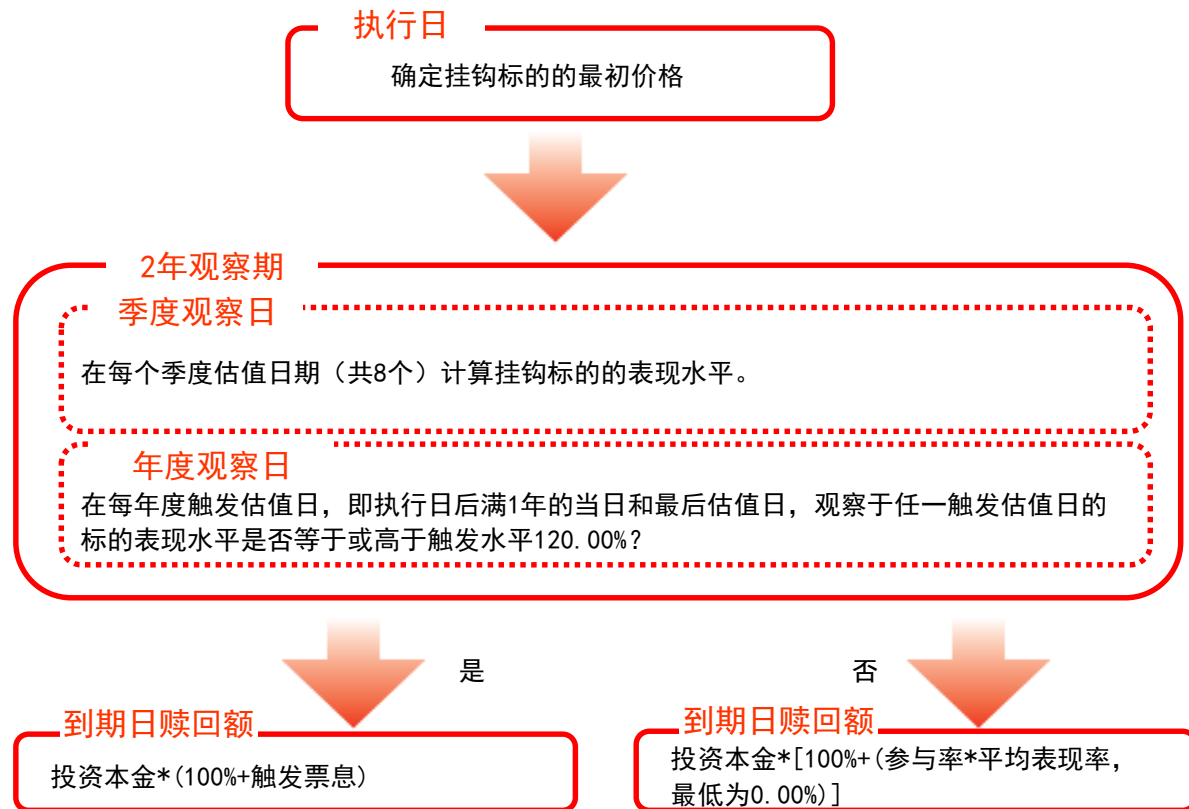 执行日
确定挂钩标的的最初价格
2年观察期
季度观察日
在每个季度估值日期（共8个）计算挂钩标的的表现水平。
年度观察日
在每年度触发估值日，即执行日后满1年的当日和最后估值日，观察于任一触发估值日的
标的表现水平是否等于或高于触发水平120.00%?
是
否
到期日赎回额
投资本金*(100%+触发票息)
到期日赎回额
投资本金*[100%+(参与率*平均表现率，
最低为0.00%)]